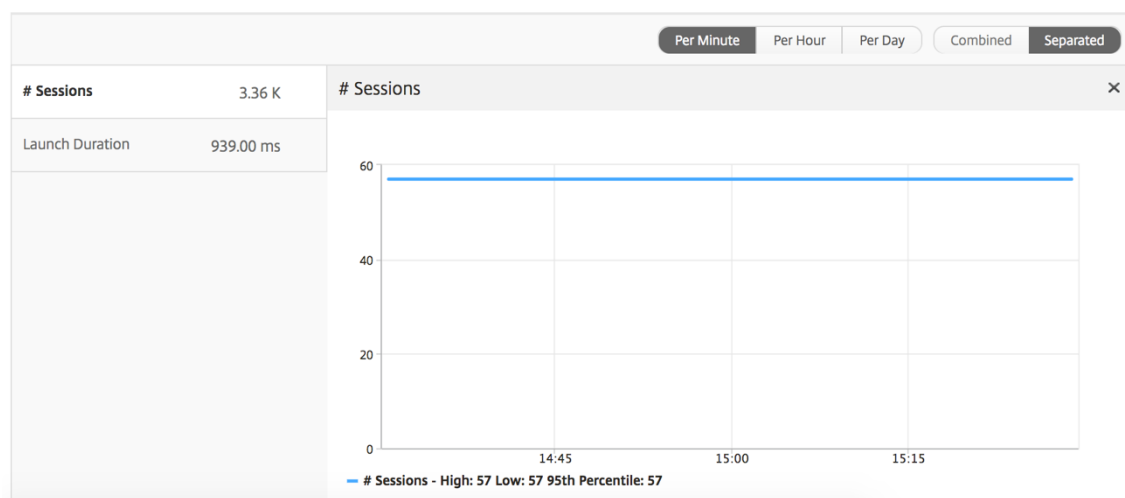 Per Minute Per Hour Per Day Combined Separated
# Sessions 3.36 K
Launch Duration 939.00 ms
# Sessions ×
60
40
20
0
14:45 15:00 15:15
# Sessions - High: 57 Low: 57 95th Percentile: 57